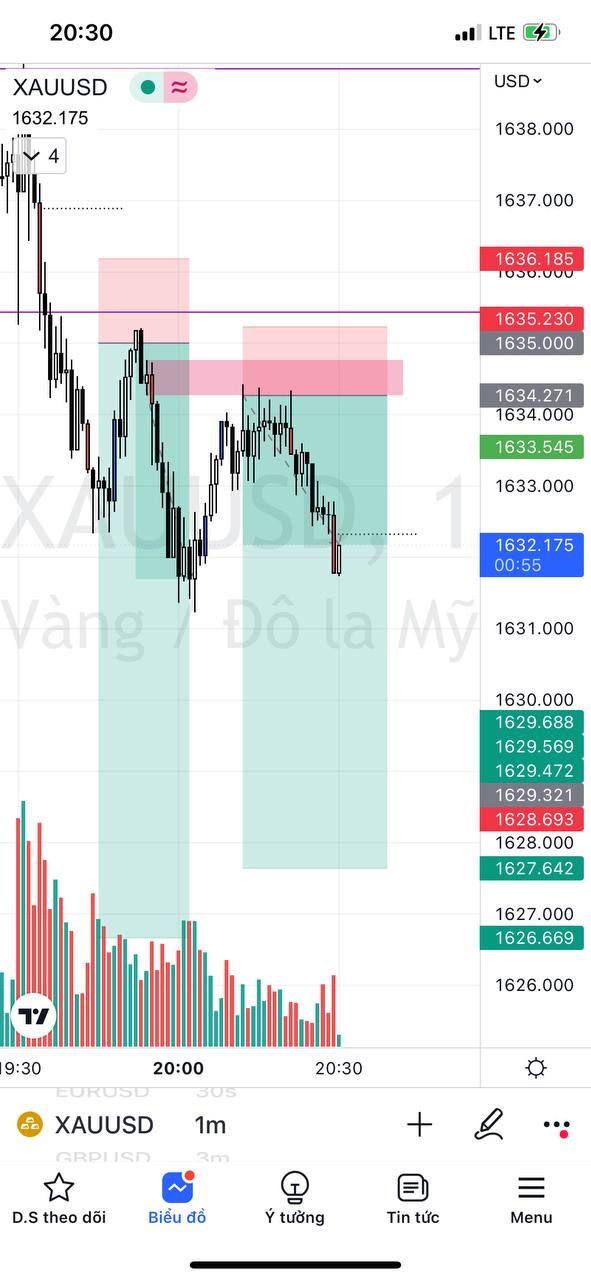 20:30
LTE
XAUUSD
≈
USD
1632.175
4
1638.000
1637.000
1636.185
1636.000
1635.230
1635.000
1634.271
1634.000
1633.545
1633.000
XAUUSD, 1
1632.175
00:55
Vàng / Đô la Mỹ
1631.000
1630.000
1629.688
1629.569
1629.472
1629.321
1628.693
1628.000
1627.642
1627.000
1626.669
1626.000
19:30
20:00
20:30
EURUSD 30s
XAUUSD 1m
GBPUSD 3m
D.S theo dõi
Biểu đồ
Ý tưởng
Tin tức
Menu